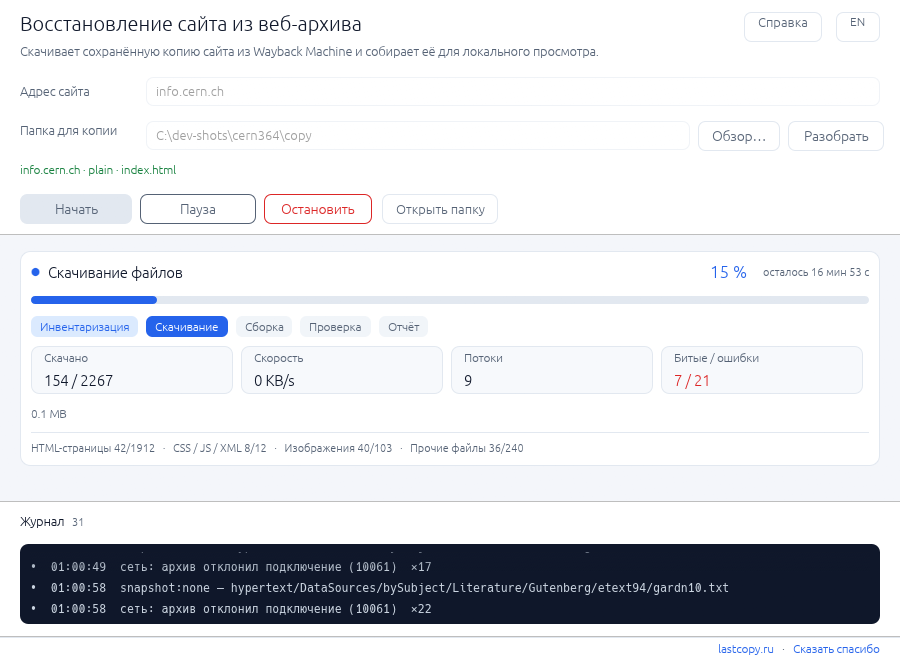 Восстановление сайта из веб-архива
Справка
EN
Скачивает сохранённую копию сайта из Wayback Machine и собирает её для локального просмотра.
Адрес сайта
info.cern.ch
Папка для копии
C:\dev-shots\cern364\copy
Обзор…
Разобрать
info.cern.ch · plain · index.html
Начать
Пауза
Остановить
Открыть папку
Скачивание файлов
15 %
осталось 16 мин 53 с
Инвентаризация
Скачивание
Сборка
Проверка
Отчёт
Скачано
154 / 2267
Скорость
0 KB/s
Потоки
9
Битые / ошибки
7 / 21
0.1 MB
HTML-страницы 42/1912 · CSS / JS / XML 8/12 · Изображения 40/103 · Прочие файлы 36/240
Журнал 31
• 01:00:49 сеть: архив отклонил подключение (10061) ×17
• 01:00:58 snapshot:none — hypertext/DataSources/bySubject/Literature/Gutenberg/etext94/gardn10.txt
• 01:00:58 сеть: архив отклонил подключение (10061) ×22
lastcopy.ru · Сказать спасибо